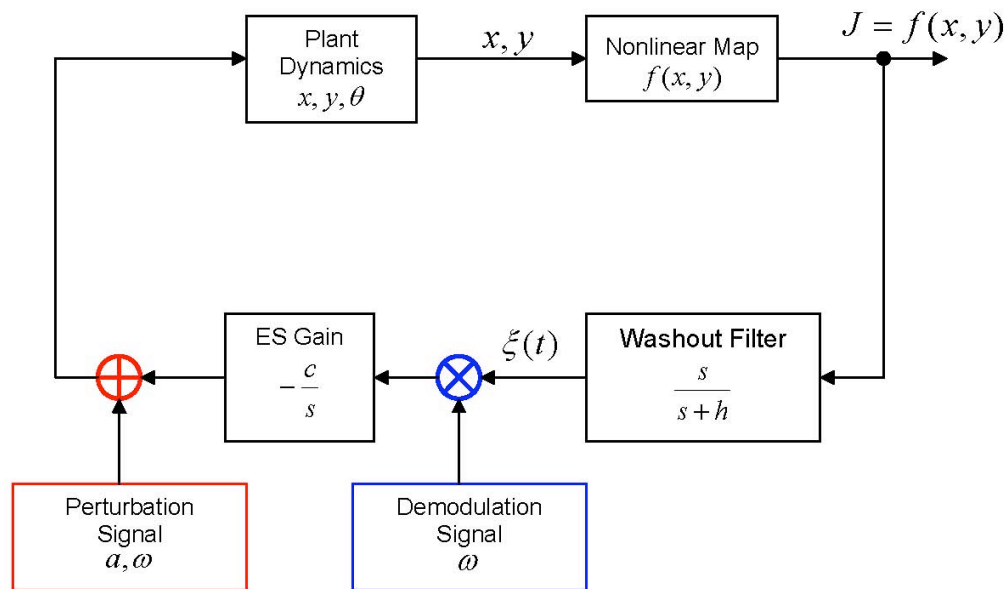 Plant
Dynamics
x, y, θ
x, y
Nonlinear Map
f(x, y)
J = f(x, y)
ES Gain
- c/s
ξ(t)
Washout Filter
s/(s + h)
Perturbation
Signal
a, ω
Demodulation
Signal
ω